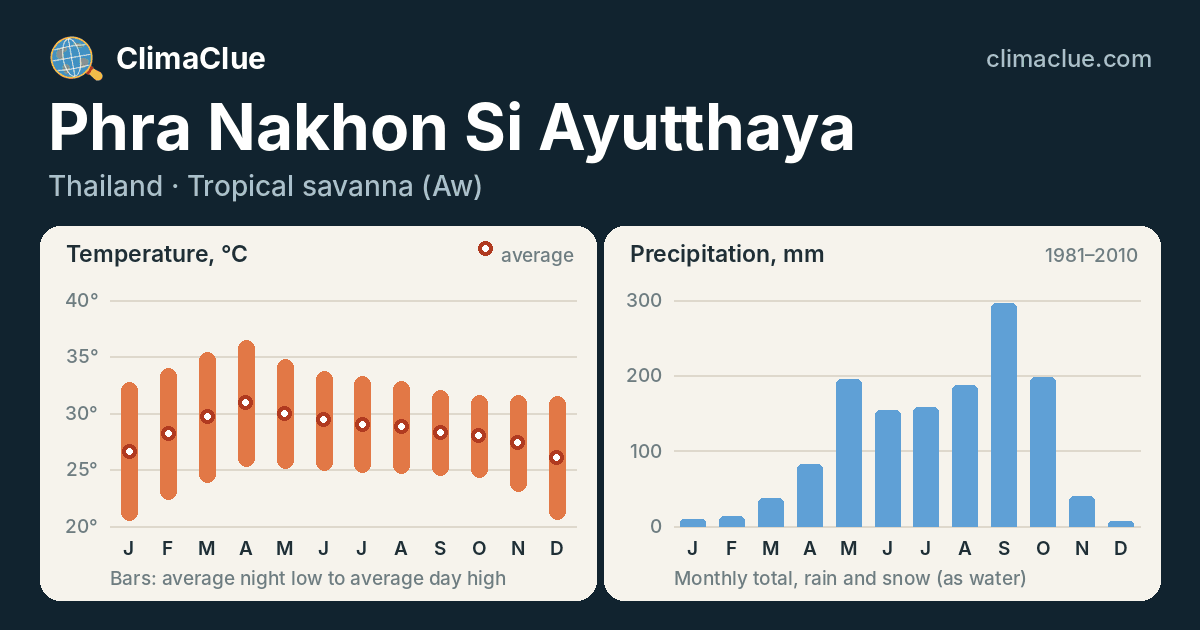 ClimaClue
climaclue.com
Phra Nakhon Si Ayutthaya
Thailand · Tropical savanna (Aw)
Temperature, °C
average
40°
35°
30°
25°
20°
J F M A M J J A S O N D
Bars: average night low to average day high
Precipitation, mm
1981–2010
300
200
100
0
J F M A M J J A S O N D
Monthly total, rain and snow (as water)